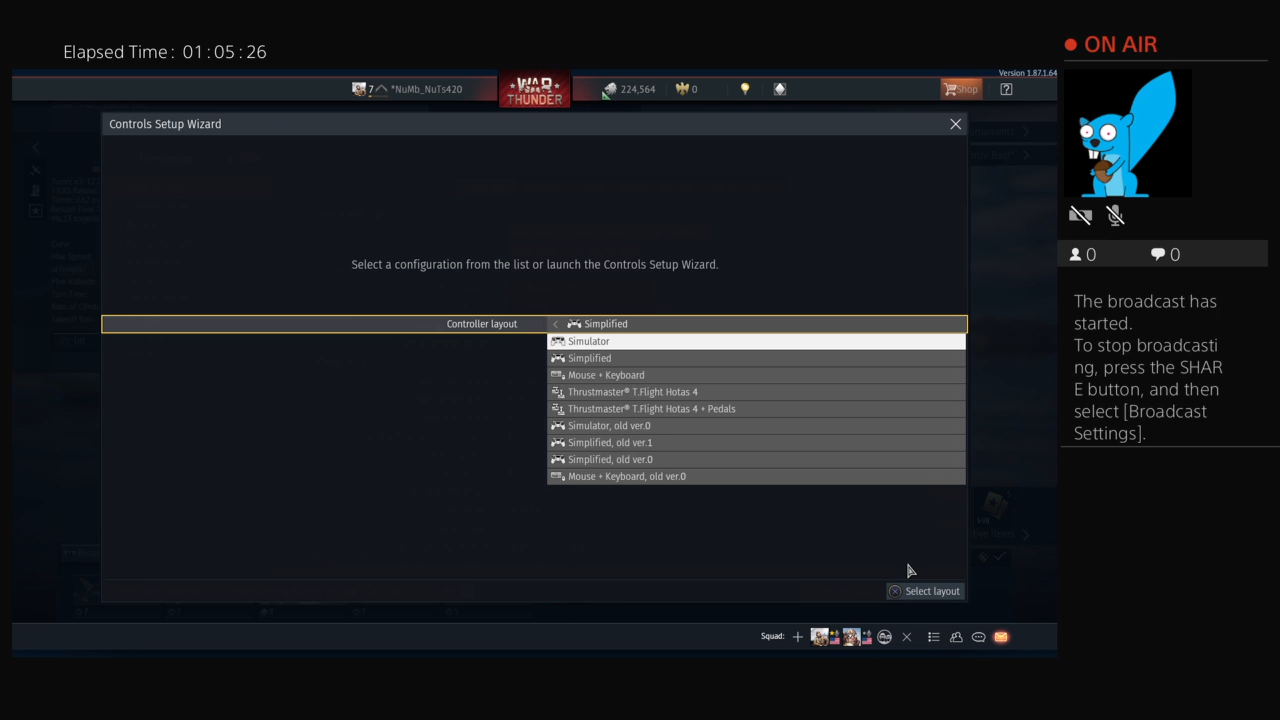 Elapsed Time: 01:05:26
ON AIR
Version 1.87.1.64
7 *NuMb_NuTs420
WAR THUNDER
224,564
0
Shop
?
Controls Setup Wizard
Select a configuration from the list or launch the Controls Setup Wizard.
Controller layout
Simplified
Simulator
Simplified
Mouse + Keyboard
Thrustmaster® T.Flight Hotas 4
Thrustmaster® T.Flight Hotas 4 + Pedals
Simulator, old ver.0
Simplified, old ver.1
Simplified, old ver.0
Mouse + Keyboard, old ver.0
Select layout
Squad:
0
0
The broadcast has
started.
To stop broadcasti
ng, press the SHAR
E button, and then
select [Broadcast
Settings].